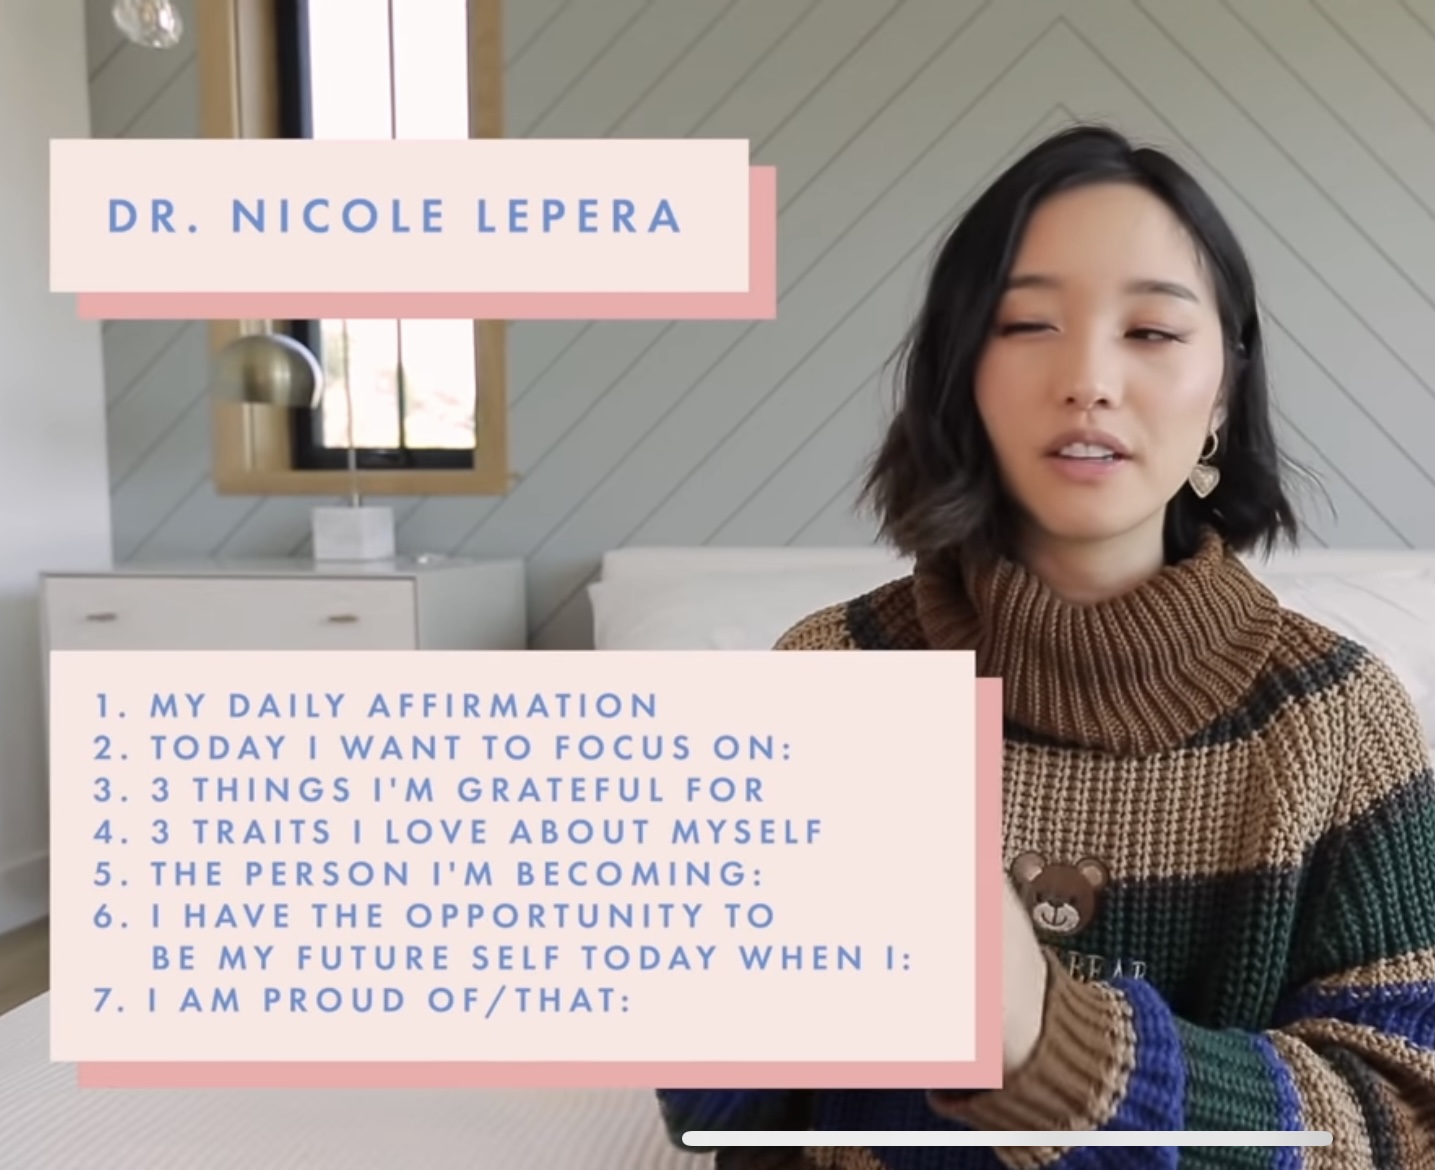 DR. NICOLE LEPERA
1. MY DAILY AFFIRMATION
2. TODAY I WANT TO FOCUS ON:
3. 3 THINGS I'M GRATEFUL FOR
4. 3 TRAITS I LOVE ABOUT MYSELF
5. THE PERSON I'M BECOMING:
6. I HAVE THE OPPORTUNITY TO
BE MY FUTURE SELF TODAY WHEN I:
7. I AM PROUD OF/THAT: